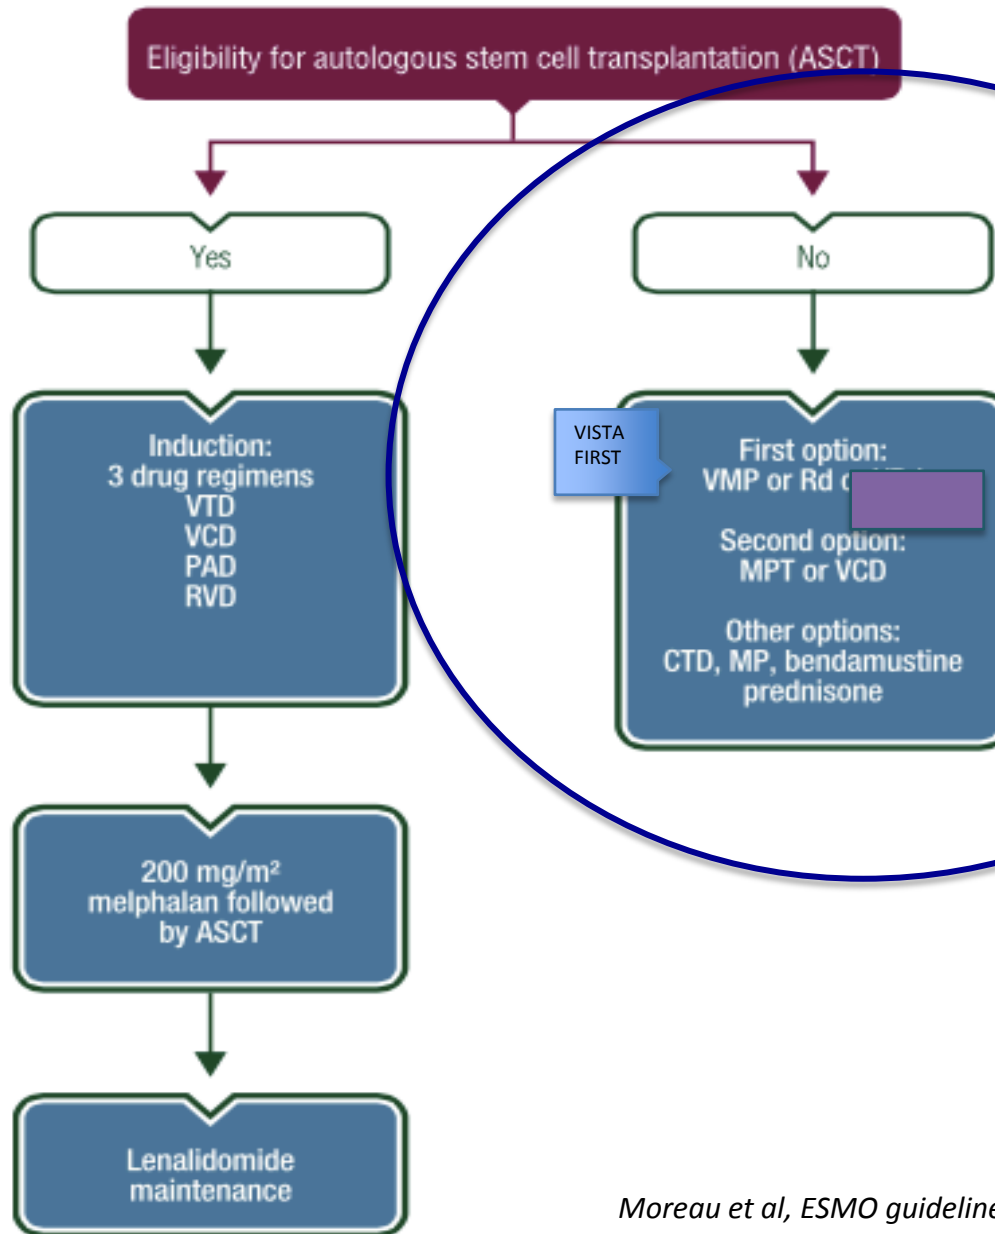 Eligibility for autologous stem cell transplantation (ASCT)
Yes
No
Induction:
3 drug regimens
VTD
VCD
PAD
RVD
VISTA
FIRST
First option:
VMP or Rd
Second option:
MPT or VCD
Other options:
CTD, MP, bendamustine
prednisone
200 mg/m²
melphalan followed
by ASCT
Lenalidomide
maintenance
Moreau et al, ESMO guideline